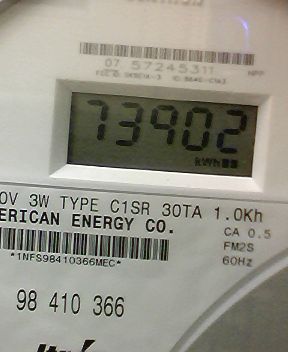 07 57245311
NPP
73902
kWh
0V 3W TYPE C1SR 30TA 1.0Kh
ERICAN ENERGY CO.
CA 0.5
FM2S
60Hz
*1NFS98410366MEC*
98 410 366